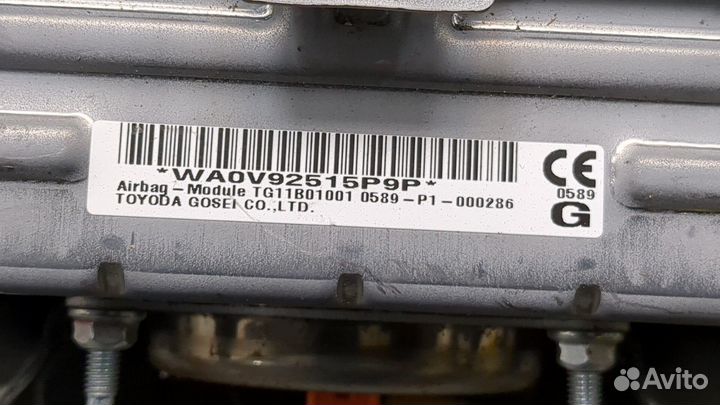 *WA0V92515P9P*
Airbag-Module TG11B01001 0589-P1-000286
TOYODA GOSEI CO.,LTD.
CE
0589
G
Avito